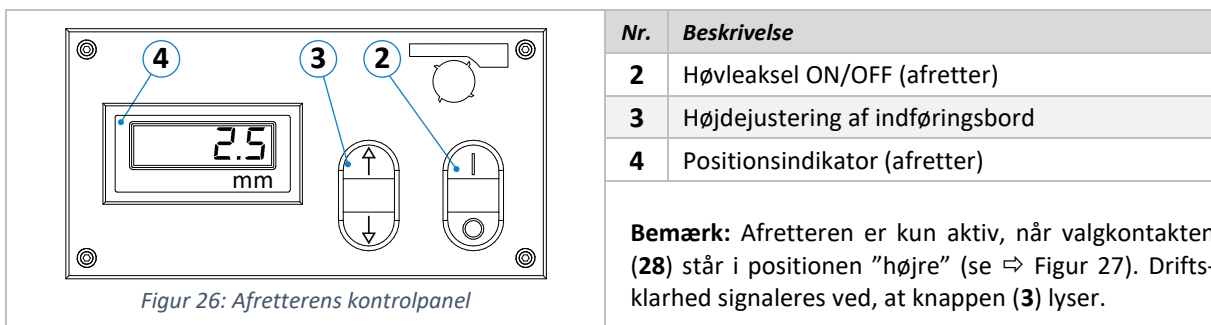 4
3
2
2.5
mm
Figur 26: Afretterens kontrolpanel
Nr. Beskrivelse
2 Høvleaksel ON/OFF (afretter)
3 Højdejustering af indføringsbord
4 Positionsindikator (afretter)
Bemærk: Afretteren er kun aktiv, når valgkontakten
(28) står i positionen ”højre” (se ⇨ Figur 27). Drifts-
klarhed signaleres ved, at knappen (3) lyser.